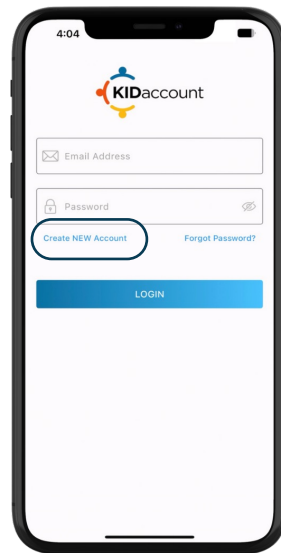 4:04
KIDaccount
Email Address
Password
Create NEW Account Forgot Password?
LOGIN